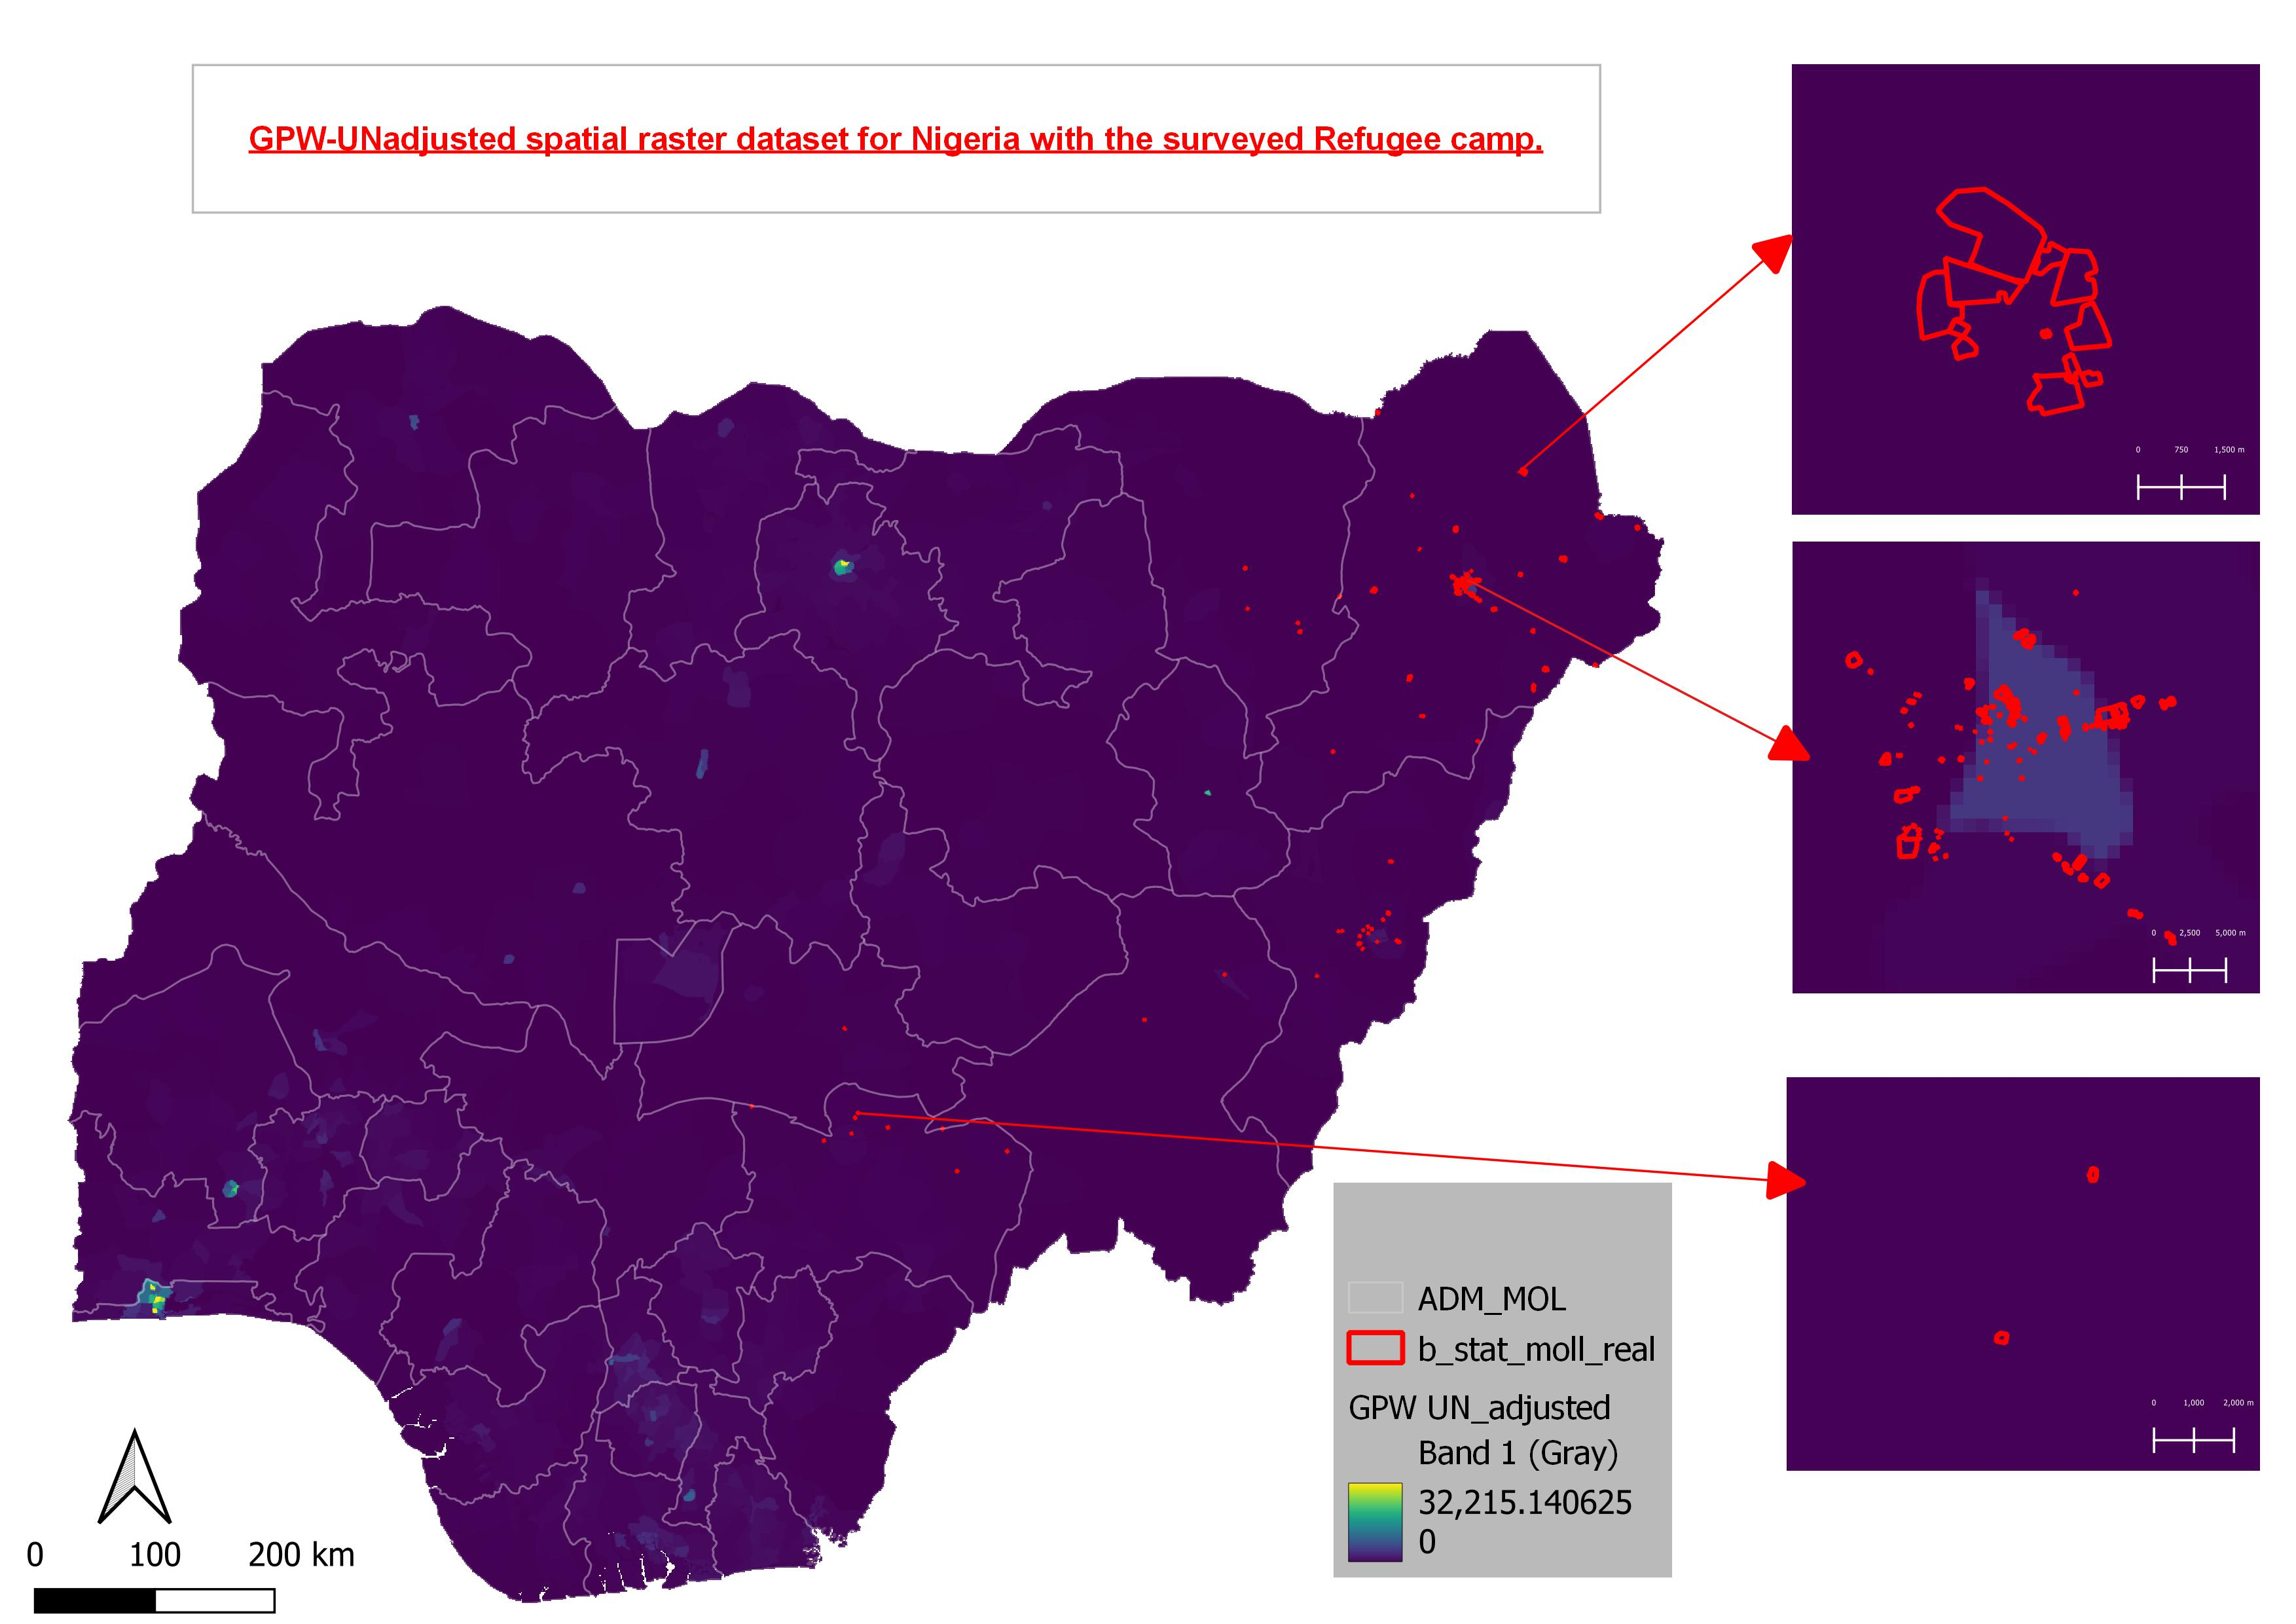 GPW-UNadjusted spatial raster dataset for Nigeria with the surveyed Refugee camp.
0 750 1,500 m
0 2,500 5,000 m
0 1,000 2,000 m
ADM_MOL
b_stat_moll_real
GPW UN_adjusted
Band 1 (Gray)
32,215.140625
0
0 100 200 km